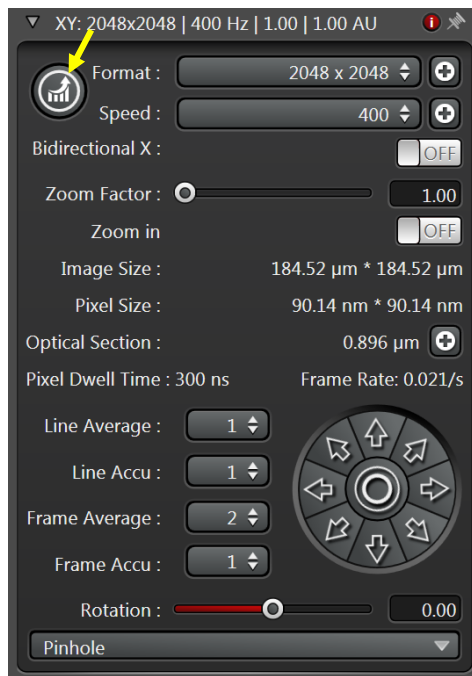 XY: 2048x2048 | 400 Hz | 1.00 | 1.00 AU
Format : 2048 x 2048
Speed : 400
Bidirectional X : OFF
Zoom Factor : 1.00
Zoom in OFF
Image Size : 184.52 µm * 184.52 µm
Pixel Size : 90.14 nm * 90.14 nm
Optical Section : 0.896 µm
Pixel Dwell Time : 300 ns Frame Rate: 0.021/s
Line Average : 1
Line Accu : 1
Frame Average : 2
Frame Accu : 1
Rotation : 0.00
Pinhole